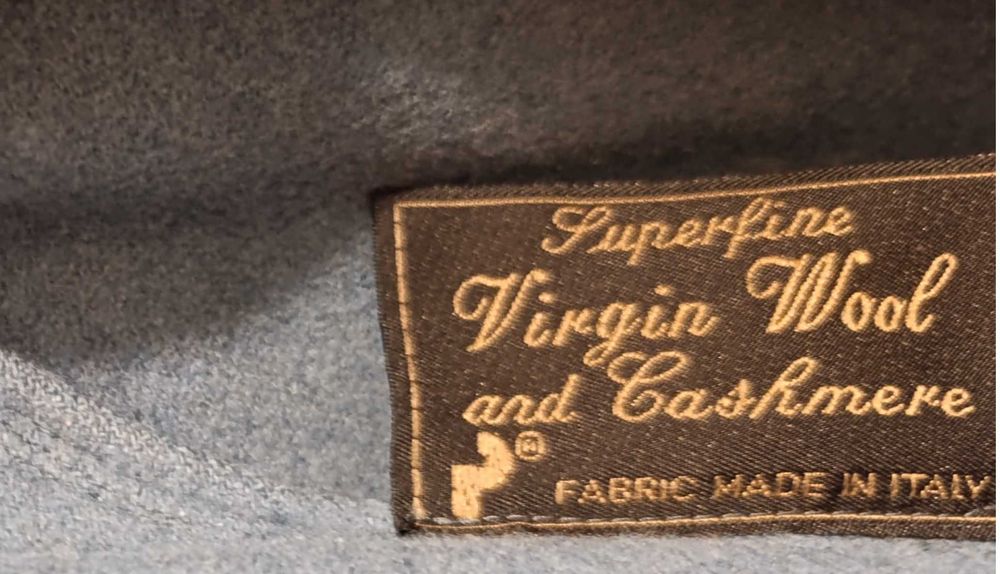 Superfine
Virgin Wool
and Cashmere
®
FABRIC MADE IN ITALY